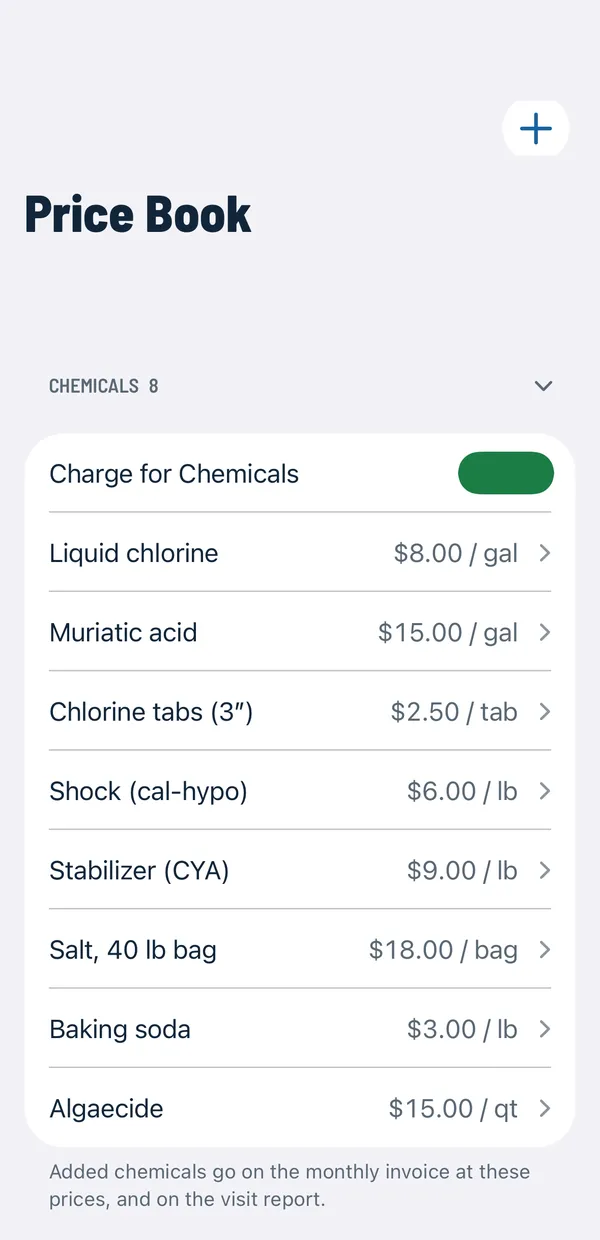 Price Book
CHEMICALS 8
Charge for Chemicals
Liquid chlorine $8.00 / gal
Muriatic acid $15.00 / gal
Chlorine tabs (3″) $2.50 / tab
Shock (cal-hypo) $6.00 / lb
Stabilizer (CYA) $9.00 / lb
Salt, 40 lb bag $18.00 / bag
Baking soda $3.00 / lb
Algaecide $15.00 / qt
Added chemicals go on the monthly invoice at these
prices, and on the visit report.